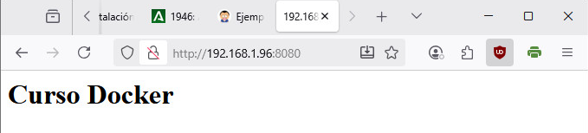 talación
1946:
Ejemp
192.168
http://192.168.1.96:8080
Curso Docker